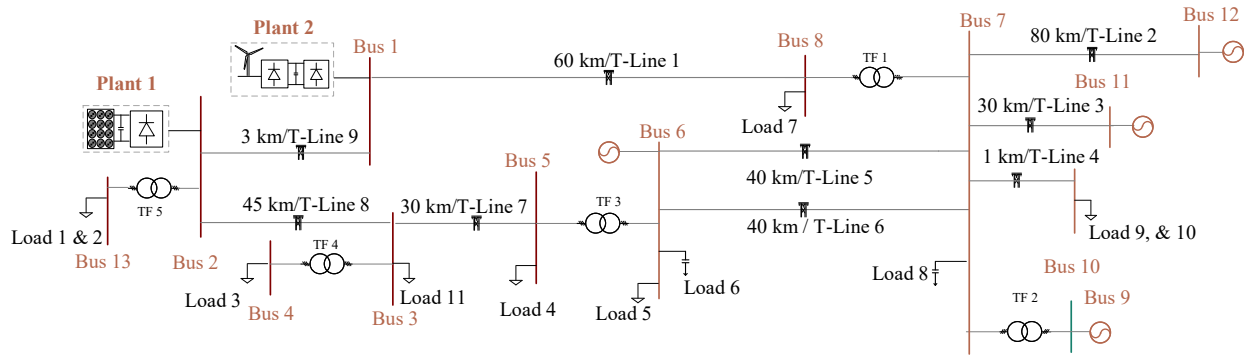 Plant 2
Bus 1
Bus 7
Bus 12
Bus 8
60 km/T-Line 1
TF 1
80 km/T-Line 2
Plant 1
Bus 11
Load 7
30 km/T-Line 3
3 km/T-Line 9
Bus 6
Bus 5
40 km/T-Line 5
1 km/T-Line 4
TF 5
45 km/T-Line 8
30 km/T-Line 7
TF 3
40 km / T-Line 6
Load 1 & 2
Load 9, & 10
Bus 13
Bus 2
TF 4
Load 3
Load 11
Load 4
Load 5
Load 6
Load 8
Bus 10
Bus 4
Bus 3
TF 2
Bus 9